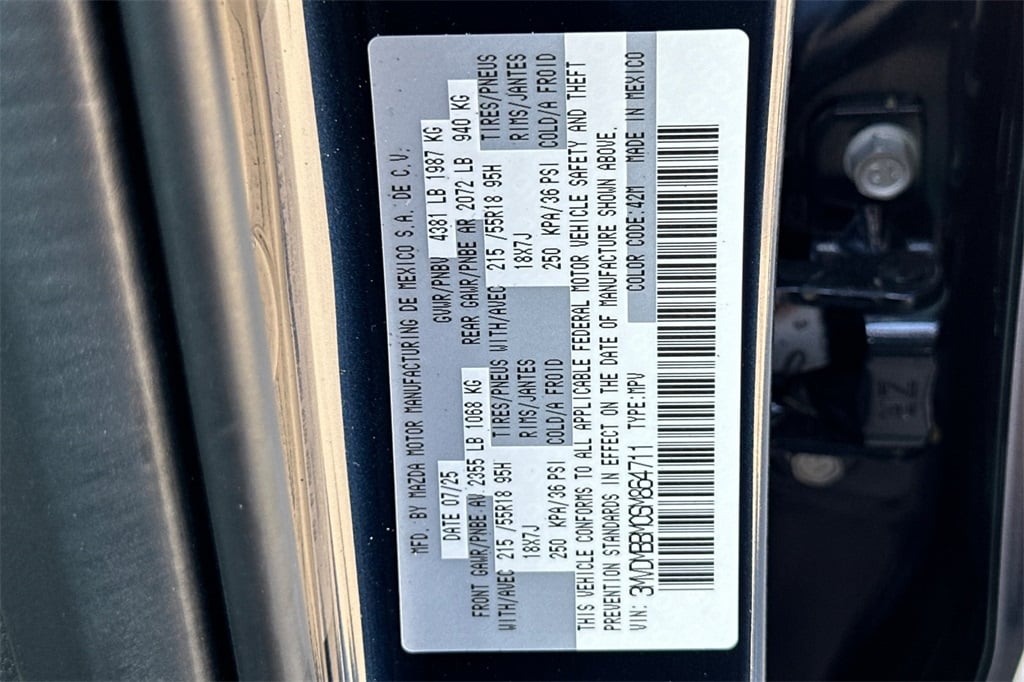 MFD. BY MAZDA MOTOR MANUFACTURING DE MEXICO S.A. DE C.V.
DATE 07/25 GVWR/PNBV 4381 LB 1987 KG
FRONT GAWR/PNBE AV 2355 LB 1068 KG REAR GAWR/PNBE AR 2072 LB 940 KG
WITH/AVEC 215 /55R18 95H TIRES/PNEUS WITH/AVEC 215 /55R18 95H TIRES/PNEUS
18X7J RIMS/JANTES 18X7J RIMS/JANTES
250 KPA/36 PSI COLD/A FROID 250 KPA/36 PSI COLD/A FROID
THIS VEHICLE CONFORMS TO ALL APPLICABLE FEDERAL MOTOR VEHICLE SAFETY AND THEFT
PREVENTION STANDARDS IN EFFECT ON THE DATE OF MANUFACTURE SHOWN ABOVE.
VIN: 3MVDMBBM0SM864711 TYPE:MPV COLOR CODE:42M MADE IN MEXICO